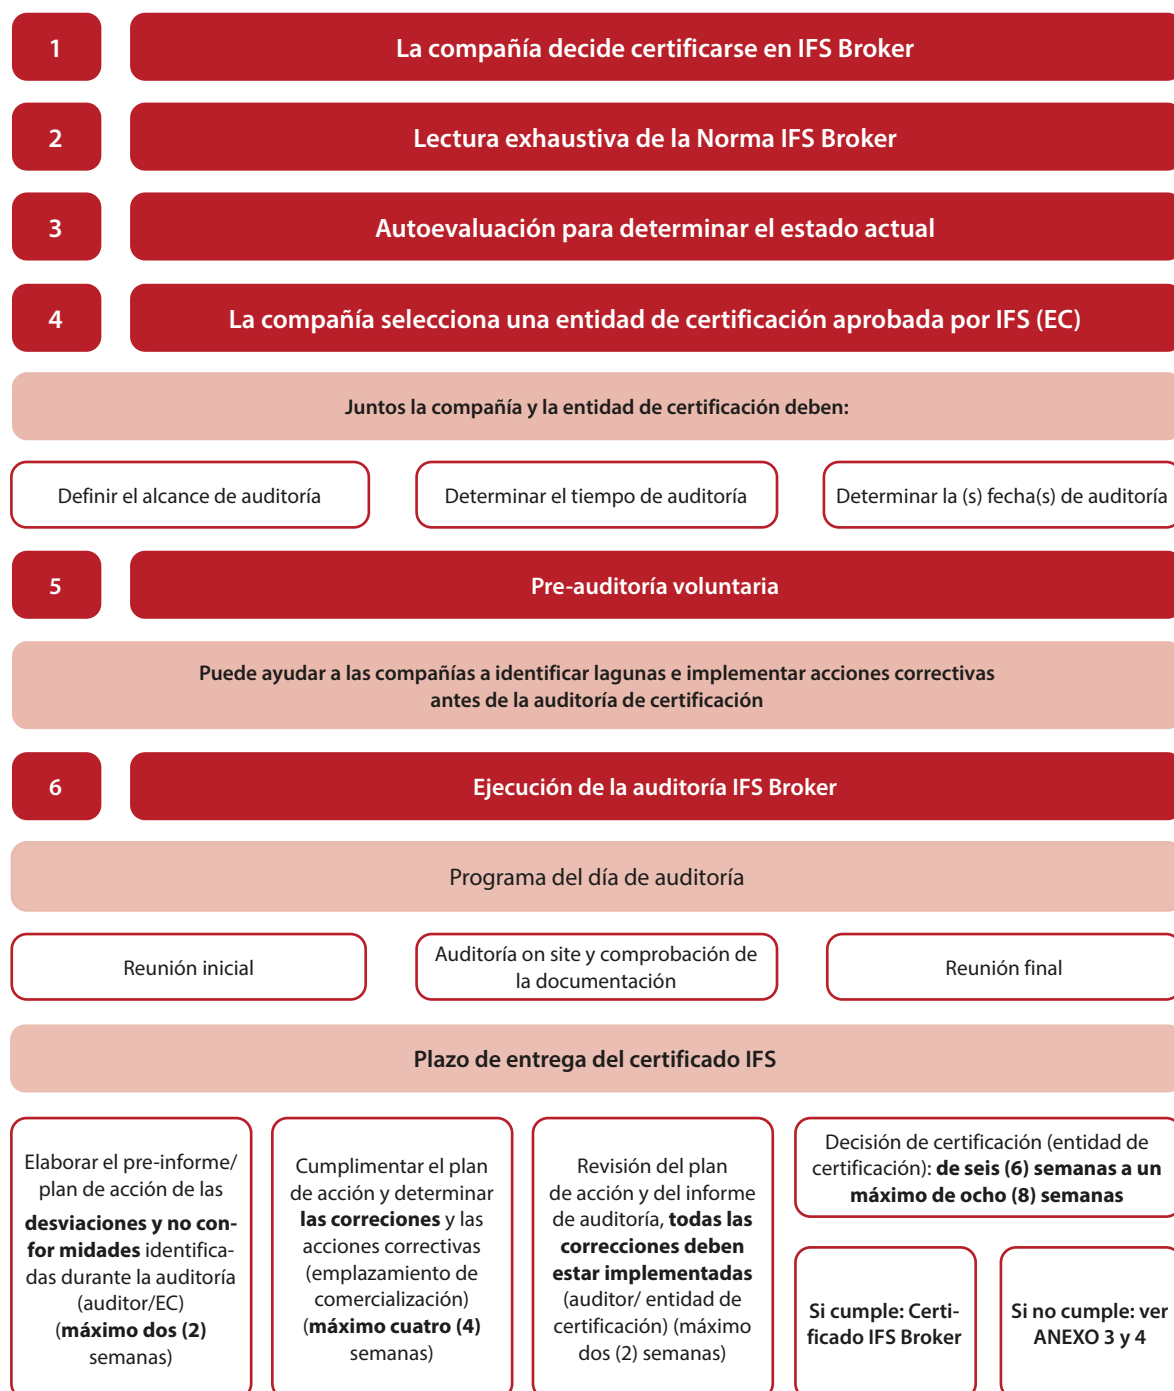 1
La compañía decide certificarse en IFS Broker
2
Lectura exhaustiva de la Norma IFS Broker
3
Autoevaluación para determinar el estado actual
4
La compañía selecciona una entidad de certificación aprobada por IFS (EC)
Juntos la compañía y la entidad de certificación deben:
Definir el alcance de auditoría
Determinar el tiempo de auditoría
Determinar la (s) fecha(s) de auditoría
5
Pre-auditoría voluntaria
Puede ayudar a las compañías a identificar lagunas e implementar acciones correctivas
antes de la auditoría de certificación
6
Ejecución de la auditoría IFS Broker
Programa del día de auditoría
Reunión inicial
Auditoría on site y comprobación de
la documentación
Reunión final
Plazo de entrega del certificado IFS
Elaborar el pre-informe/
plan de acción de las
desviaciones y no con-
for midades identifica-
das durante la auditoría
(auditor/EC)
(máximo dos (2)
semanas)
Cumplimentar el plan
de acción y determinar
las correciones y las
acciones correctivas
(emplazamiento de
comercialización)
(máximo cuatro (4)
semanas)
Revisión del plan
de acción y del informe
de auditoría, todas las
correcciones deben
estar implementadas
(auditor/ entidad de
certificación) (máximo
dos (2) semanas)
Decisión de certificación (entidad de
certificación): de seis (6) semanas a un
máximo de ocho (8) semanas
Si cumple: Certi-
ficado IFS Broker
Si no cumple: ver
ANEXO 3 y 4